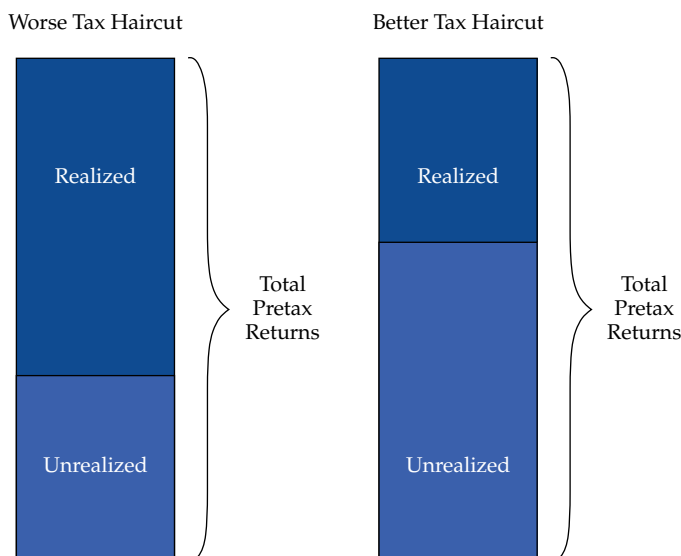 Worse Tax Haircut
Realized
Unrealized
Total
Pretax
Returns
Better Tax Haircut
Realized
Unrealized
Total
Pretax
Returns